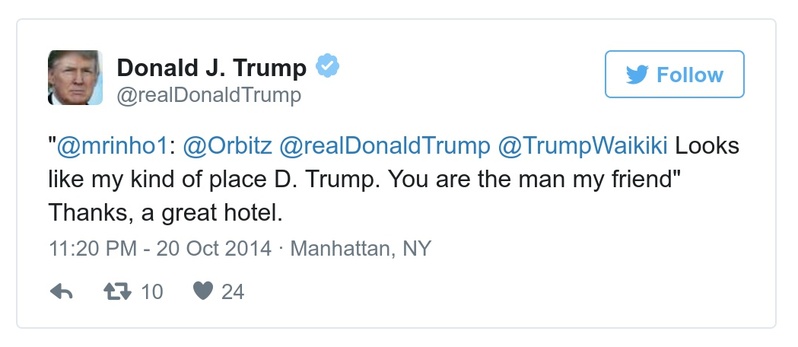 Donald J. Trump
@realDonaldTrump
Follow
"@mrinho1: @Orbitz @realDonaldTrump @TrumpWaikiki Looks
like my kind of place D. Trump. You are the man my friend"
Thanks, a great hotel.
11:20 PM - 20 Oct 2014 · Manhattan, NY
10 24